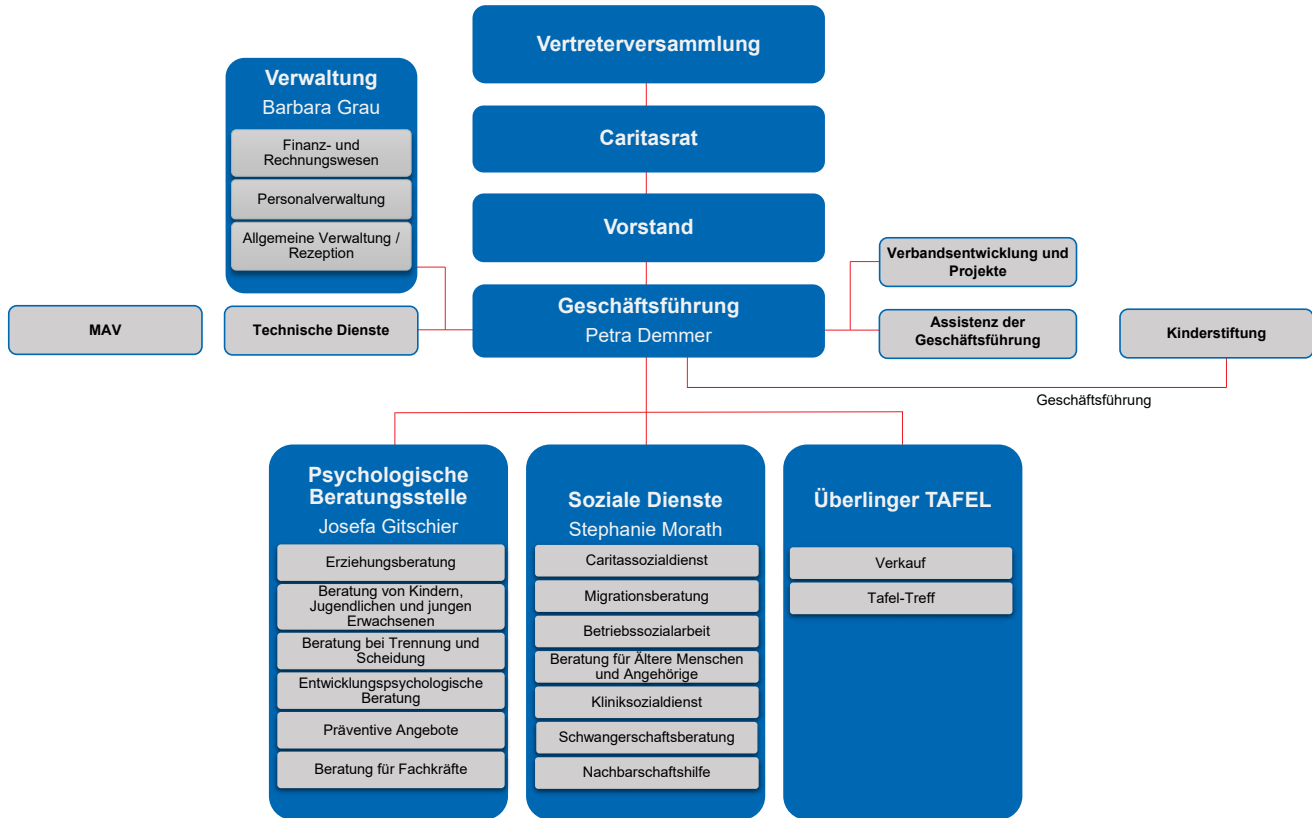 Vertreterversammlung
Verwaltung
Barbara Grau
Finanz- und
Rechnungswesen
Personalverwaltung
Allgemeine Verwaltung /
Rezeption
Caritasrat
Vorstand
Geschäftsführung
Petra Demmer
Verbandsentwicklung und
Projekte
MAV
Technische Dienste
Assistenz der
Geschäftsführung
Kinderstiftung
Geschäftsführung
Psychologische
Beratungsstelle
Josefa Gitschier
Erziehungsberatung
Beratung von Kindern,
Jugendlichen und jungen
Erwachsenen
Beratung bei Trennung und
Scheidung
Entwicklungspsychologische
Beratung
Präventive Angebote
Beratung für Fachkräfte
Soziale Dienste
Stephanie Morath
Caritassozialdienst
Migrationsberatung
Betriebssozialarbeit
Beratung für Ältere Menschen
und Angehörige
Kliniksozialdienst
Schwangerschaftsberatung
Nachbarschaftshilfe
Überlinger TAFEL
Verkauf
Tafel-Treff